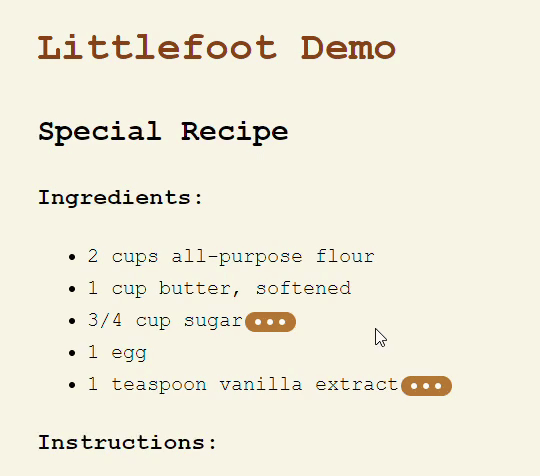 Littlefoot Demo
Special Recipe
Ingredients:
• 2 cups all-purpose flour
• 1 cup butter, softened
• 3/4 cup sugar
• 1 egg
• 1 teaspoon vanilla extract
Instructions: